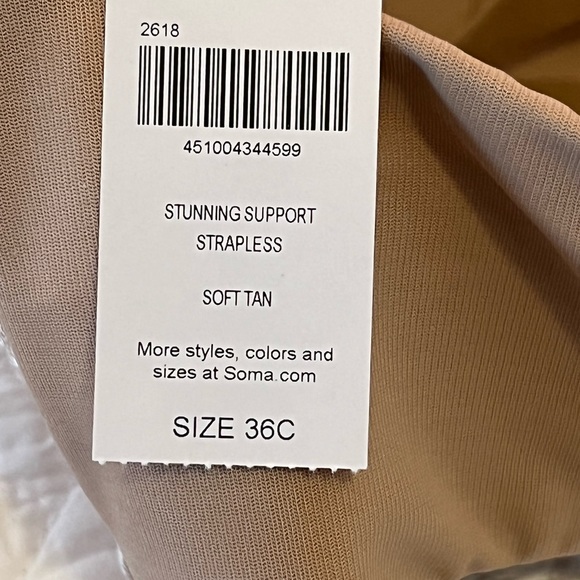 2618
451004344599
STUNNING SUPPORT
STRAPLESS
SOFT TAN
More styles, colors and
sizes at Soma.com
SIZE 36C